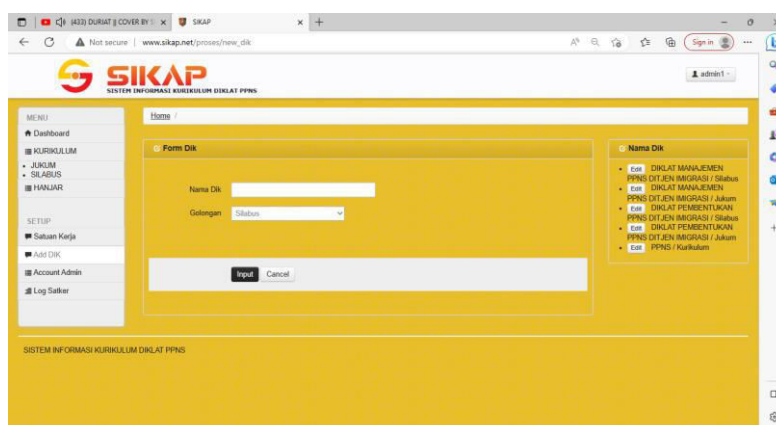 (433) DURIAT || COVER BY
SIKAP
Not secure | www.sikap.net/proses/new_dik
Sign in
SIKAP
SISTEM INFORMASI KURIKULUM DIKLAT PPNS
admin1
MENU
Dashboard
KURIKULUM
JUKUM
SILABUS
HANJAR
SETUP
Satuan Kerja
Add DIK
Account Admin
Log Satker
Home /
Form Dik
Nama Dik
Golongan Silabus
Input Cancel
Nama Dik
Edit DIKLAT MANAJEMEN
PPNS DITJEN IMIGRASI / Silabus
Edit DIKLAT MANAJEMEN
PPNS DITJEN IMIGRASI / Jukum
Edit DIKLAT PEMBENTUKAN
PPNS DITJEN IMIGRASI / Silabus
Edit DIKLAT PEMBENTUKAN
PPNS DITJEN IMIGRASI / Jukum
Edit PPNS / Kurikulum
SISTEM INFORMASI KURIKULUM DIKLAT PPNS